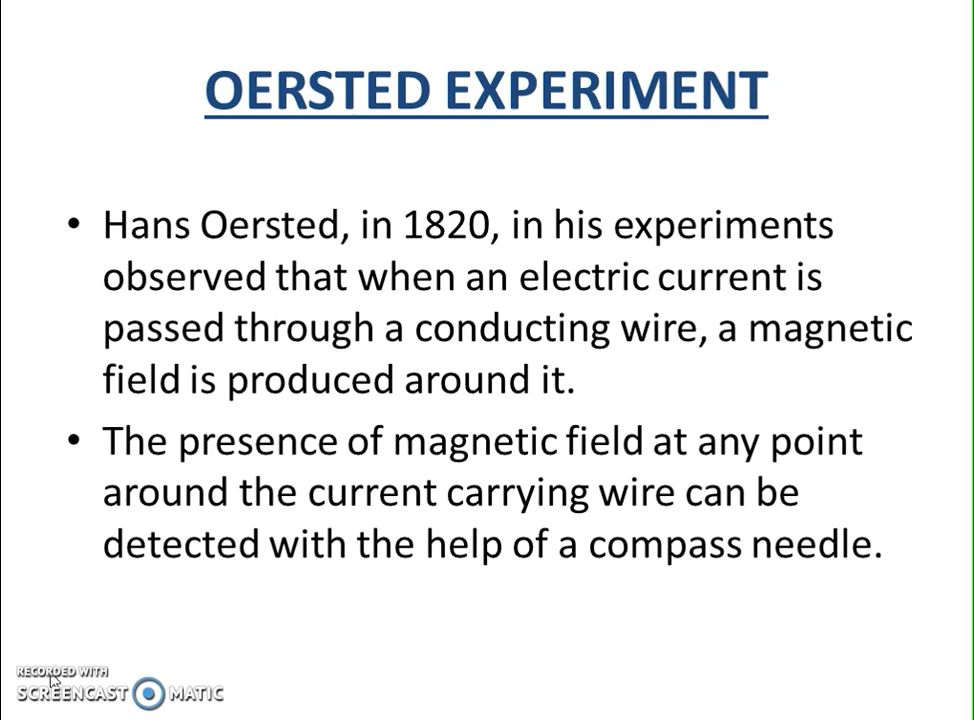 OERSTED EXPERIMENT
• Hans Oersted, in 1820, in his experiments
observed that when an electric current is
passed through a conducting wire, a magnetic
field is produced around it.
• The presence of magnetic field at any point
around the current carrying wire can be
detected with the help of a compass needle.
RECORDED WITH
SCREENCAST MATIC